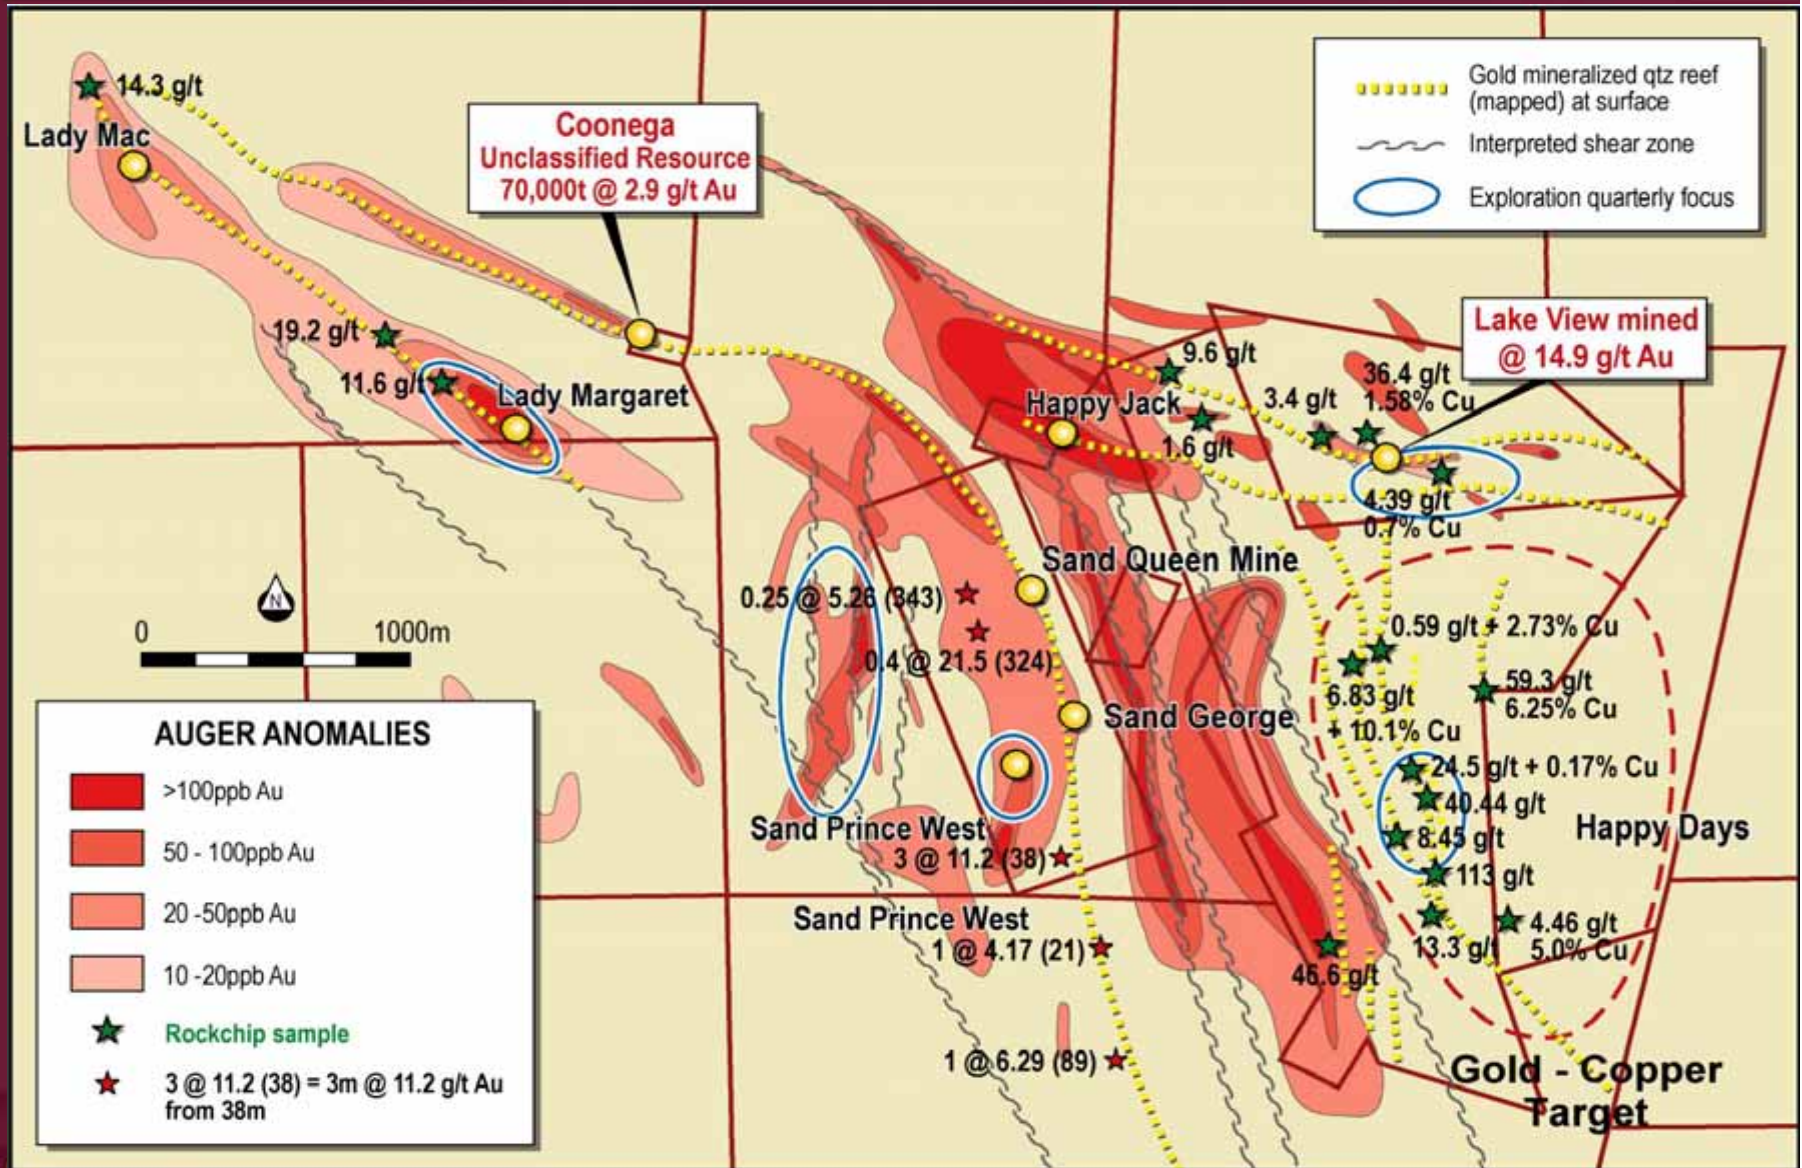 14.3 g/t
Lady Mac
Coonega
Unclassified Resource
70,000t @ 2.9 g/t Au
Gold mineralized qtz reef
(mapped) at surface
Interpreted shear zone
Exploration quarterly focus
Lake View mined
@ 14.9 g/t Au
19.2 g/t
11.6 g/t
Lady Margaret
9.6 g/t
36.4 g/t
1.58% Cu
3.4 g/t
Happy Jack
1.6 g/t
4.39 g/t
0.7% Cu
Sand Queen Mine
0.25 @ 5.26 (343)
0.4 @ 21.5 (324)
N
0
1000m
0.59 g/t + 2.73% Cu
6.83 g/t
+ 10.1% Cu
59.3 g/t
6.25% Cu
Sand George
24.5 g/t + 0.17% Cu
40.44 g/t
8.45 g/t
Happy Days
113 g/t
Sand Prince West
3 @ 11.2 (38)
Sand Prince West
1 @ 4.17 (21)
4.46 g/t
5.0% Cu
13.3 g/t
46.6 g/t
1 @ 6.29 (89)
Gold - Copper
Target
AUGER ANOMALIES
>100ppb Au
50 - 100ppb Au
20 -50ppb Au
10 -20ppb Au
Rockchip sample
3 @ 11.2 (38) = 3m @ 11.2 g/t Au
from 38m